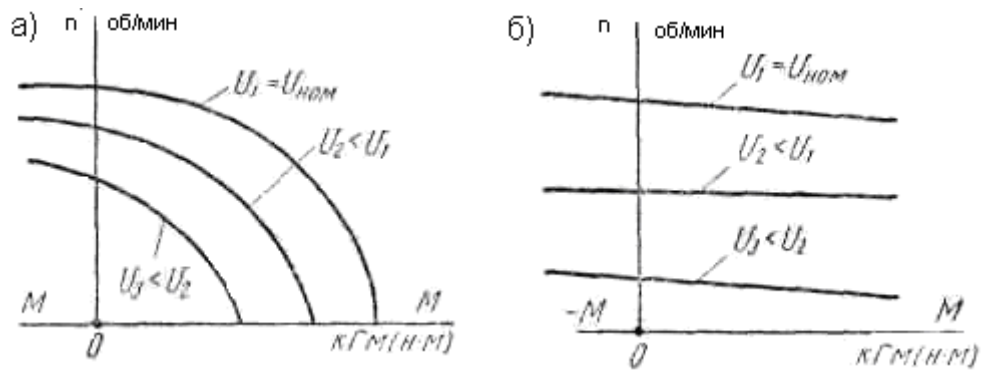 а) n об/мин
U₁ = Uном
U₂ < U₁
U₃ < U₂
M M
0 кГм(н·м)
б) n об/мин
U₁ = Uном
U₂ < U₁
U₃ < U₂
-M M
0 кГм(н·м)